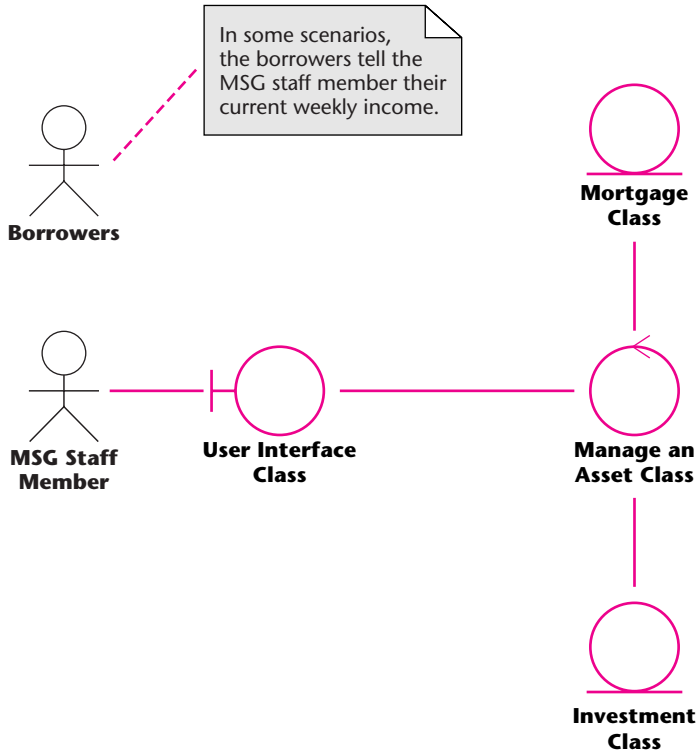 In some scenarios,
the borrowers tell the
MSG staff member their
current weekly income.
Borrowers
Mortgage
Class
MSG Staff
Member
User Interface
Class
Manage an
Asset Class
Investment
Class